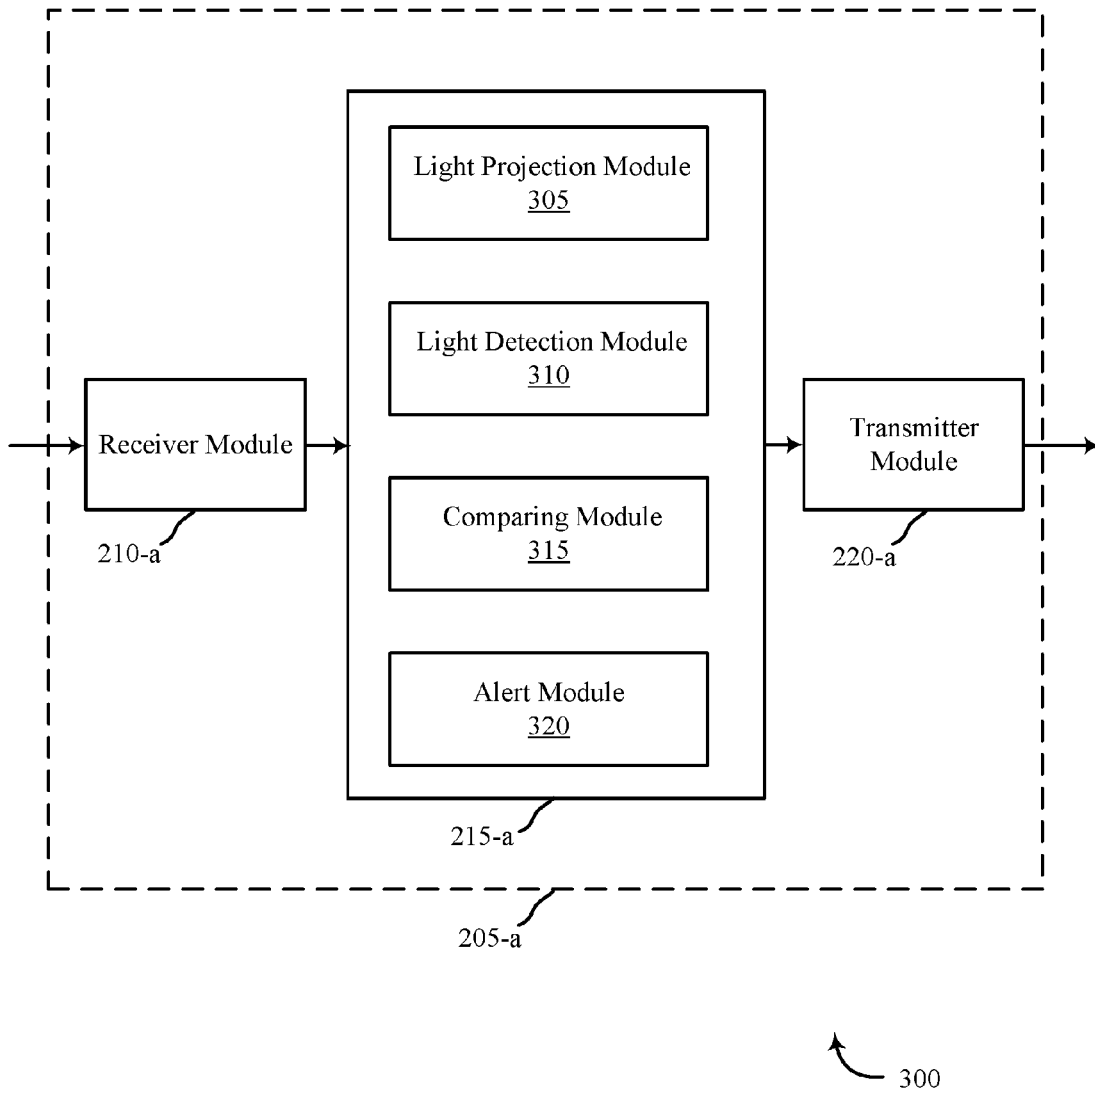 Light Projection Module
305
Light Detection Module
310
Receiver Module
210-a
Comparing Module
315
Transmitter
Module
220-a
Alert Module
320
215-a
205-a
300